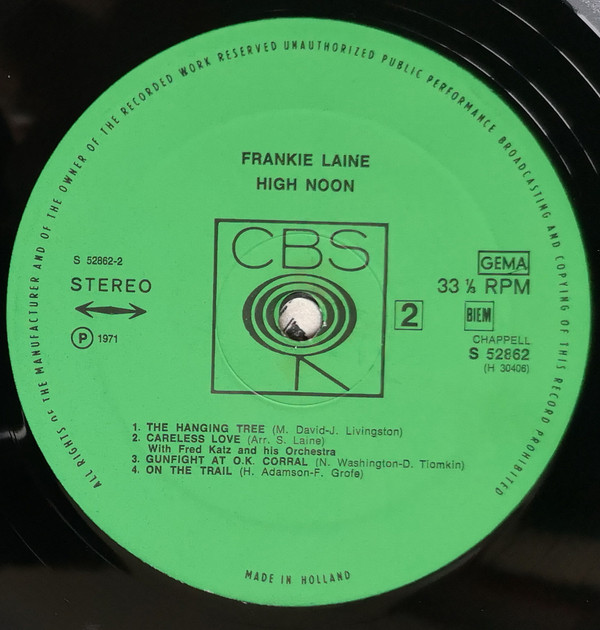 ALL RIGHTS OF THE MANUFACTURER AND OF THE OWNER OF THE RECORDED WORK RESERVED UNAUTHORIZED PUBLIC PERFORMANCE BROADCASTING AND COPYING OF THIS RECORD PROHIBITED
FRANKIE LAINE
HIGH NOON
CBS
S 52862-2
STEREO
Ⓟ 1971
GEMA
33 ⅓ RPM
2 BIEM
CHAPPELL
S 52862
(H 30406)
1. THE HANGING TREE (M. David-J. Livingston)
2. CARELESS LOVE (Arr. S. Laine)
With Fred Katz and his Orchestra
3. GUNFIGHT AT O.K. CORRAL (N. Washington-D. Tiomkin)
4. ON THE TRAIL (H. Adamson-F. Grofe)
MADE IN HOLLAND